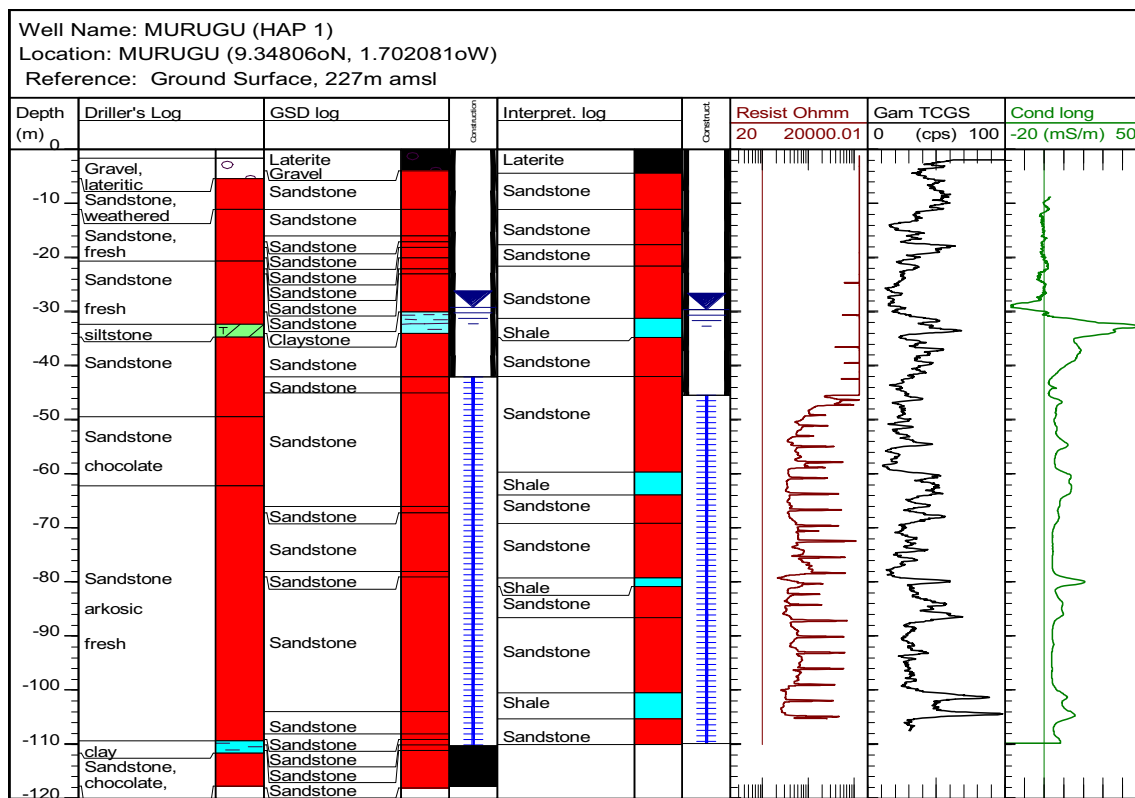 Well Name: MURUGU (HAP 1)
Location: MURUGU (9.34806oN, 1.702081oW)
Reference: Ground Surface, 227m amsl
Depth
(m)
Driller's Log
GSD log
Construction
Interpret. log
Construct.
Resist Ohmm
20 20000.01
Gam TCGS
0 (cps) 100
Cond long
-20 (mS/m) 50
0
-10
-20
-30
-40
-50
-60
-70
-80
-90
-100
-110
-120
Gravel,
lateritic
Sandstone,
weathered
Sandstone,
fresh
Sandstone
fresh
T
siltstone
Sandstone
Sandstone
chocolate
Sandstone
arkosic
fresh
clay
Sandstone,
chocolate,
Laterite
Gravel
Sandstone
Sandstone
Sandstone
Sandstone
Sandstone
Sandstone
Sandstone
Sandstone
Claystone
Sandstone
Sandstone
Sandstone
Sandstone
Sandstone
Sandstone
Sandstone
Sandstone
Sandstone
Sandstone
Sandstone
Sandstone
Laterite
Sandstone
Sandstone
Sandstone
Sandstone
Shale
Sandstone
Sandstone
Shale
Sandstone
Sandstone
Shale
Sandstone
Sandstone
Shale
Sandstone